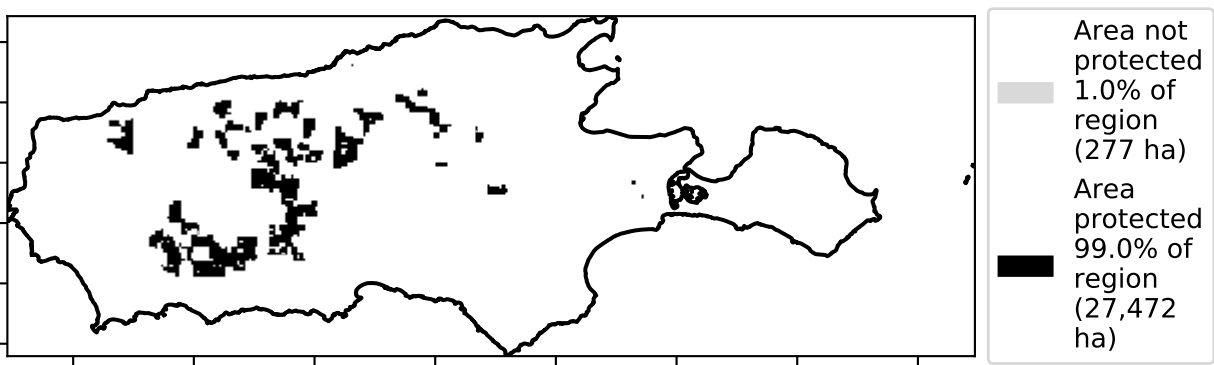 Area not
protected
1.0% of
region
(277 ha)
Area
protected
99.0% of
region
(27,472
ha)